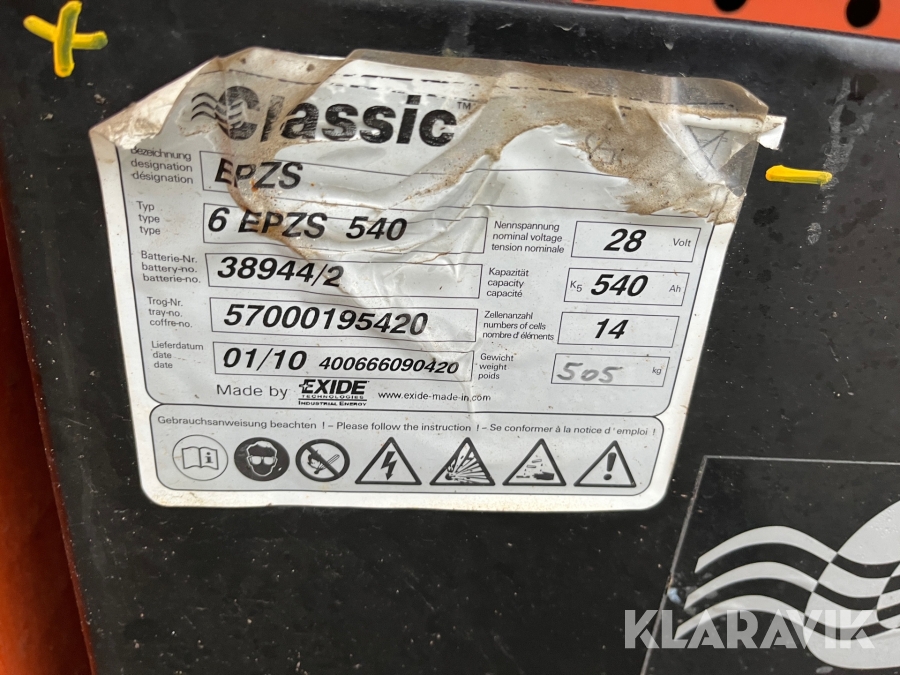 Classic™
Bezeichnung
designation
désignation
EPZS
Typ
type
type
6 EPZS 540
Nennspannung
nominal voltage
tension nominale
28 Volt
Batterie-Nr.
battery-no.
batterie-no.
38944/2
Kapazität
capacity
capacité
K5 540 Ah
Trog-Nr.
tray-no.
coffre-no.
57000195420
Zellenanzahl
numbers of cells
nombre d'éléments
14
Lieferdatum
date
date
01/10 400666090420
Gewicht
weight
poids
505 kg
Made by EXIDE
TECHNOLOGIES
INDUSTRIAL ENERGY
www.exide-made-in.com
Gebrauchsanweisung beachten ! – Please follow the instruction ! – Se conformer à la notice d'emploi !
KLARAVIK